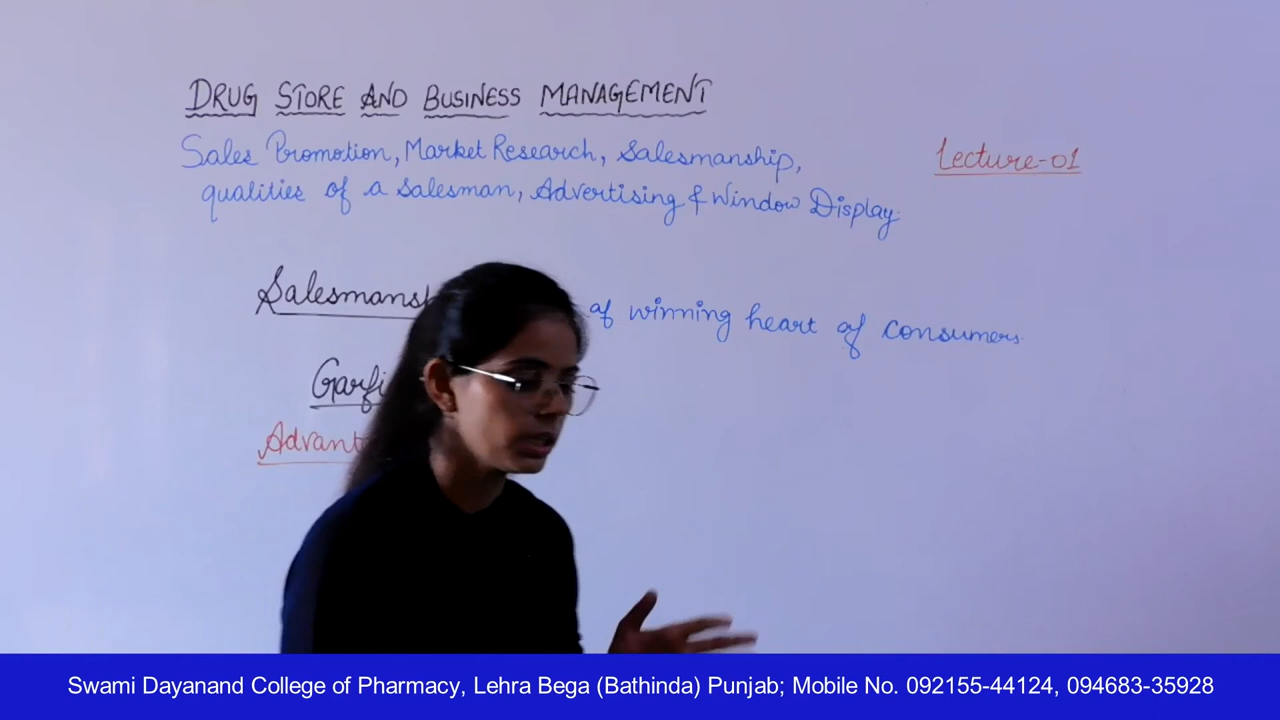 DRUG STORE AND BUSINESS MANAGEMENT
Sales Promotion, Market Research, Salesmanship,
Lecture-01
qualities of a Salesman, Advertising & Window Display.
Salesmansh
of winning heart of consumers.
Garfi
Advant
Swami Dayanand College of Pharmacy, Lehra Bega (Bathinda) Punjab; Mobile No. 092155-44124, 094683-35928